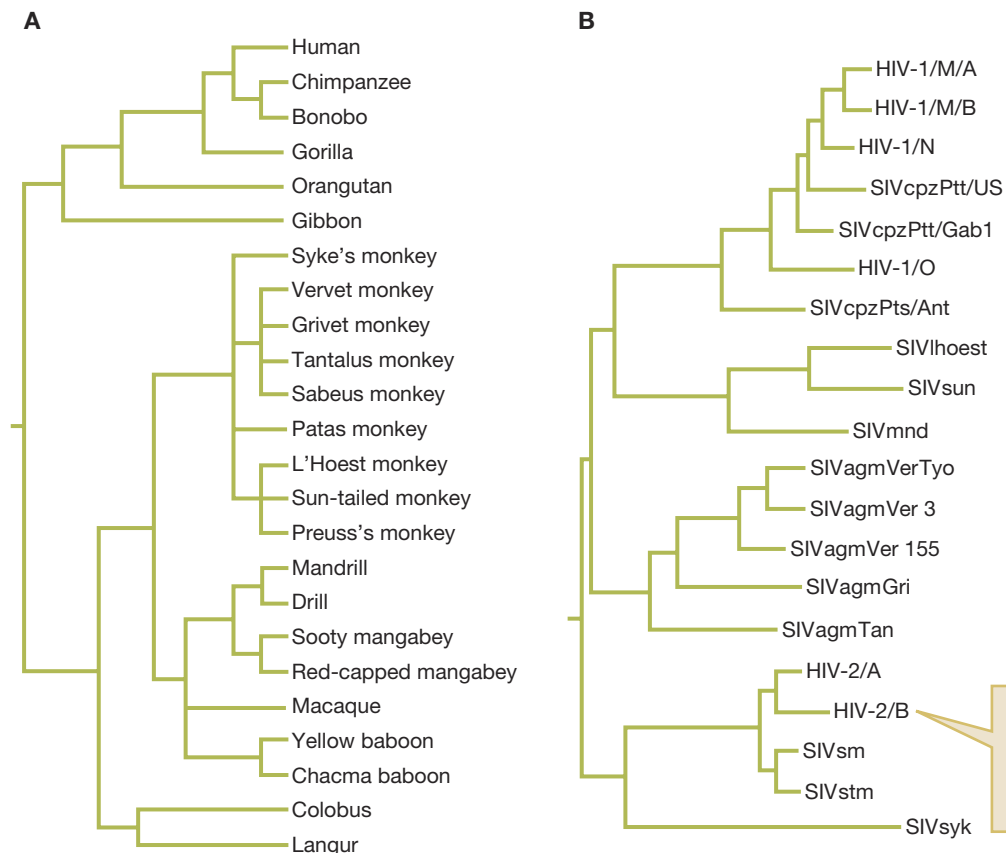 A
Human
Chimpanzee
Bonobo
Gorilla
Orangutan
Gibbon
Syke's monkey
Vervet monkey
Grivet monkey
Tantalus monkey
Sabeus monkey
Patas monkey
L'Hoest monkey
Sun-tailed monkey
Preuss's monkey
Mandrill
Drill
Sooty mangabey
Red-capped mangabey
Macaque
Yellow baboon
Chacma baboon
Colobus
Langur
B
HIV-1/M/A
HIV-1/M/B
HIV-1/N
SIVcpzPtt/US
SIVcpzPtt/Gab1
HIV-1/O
SIVcpzPts/Ant
SIVlhoest
SIVsun
SIVmnd
SIVagmVerTyo
SIVagmVer 3
SIVagmVer 155
SIVagmGri
SIVagmTan
HIV-2/A
HIV-2/B
SIVsm
SIVstm
SIVsyk